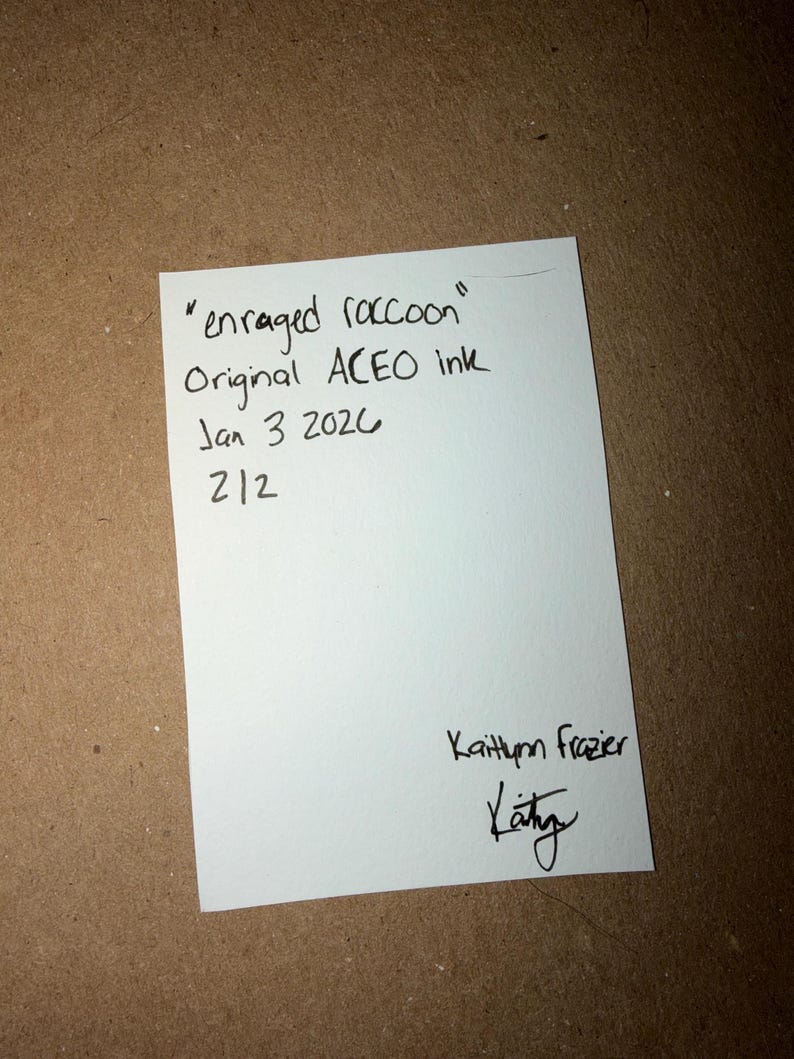 "enraged raccoon"
Original ACEO ink
Jan 3 2026
2/2
Kaitlynn Frazier